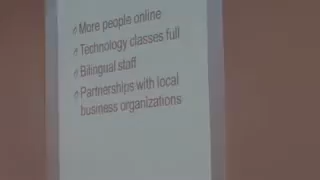 More people online
Technology classes full
Bilingual staff
Partnerships with local
business organizations